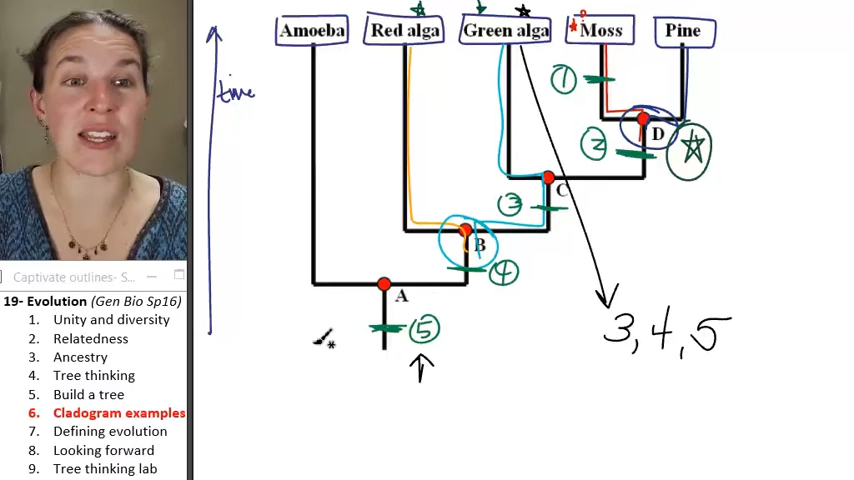 Amoeba Red alga Green alga Moss Pine
time
1
D
2
C
3
B
4
A
5
3, 4, 5
Captivate outlines- S...
19- Evolution (Gen Bio Sp16)
1. Unity and diversity
2. Relatedness
3. Ancestry
4. Tree thinking
5. Build a tree
6. Cladogram examples
7. Defining evolution
8. Looking forward
9. Tree thinking lab